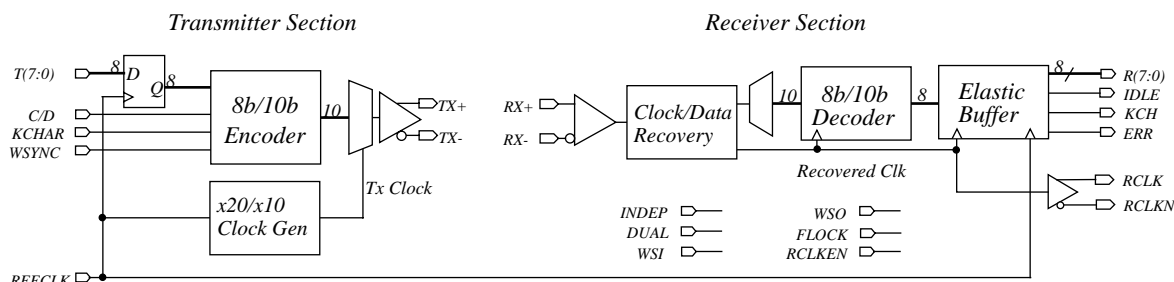 Transmitter Section
Receiver Section
T(7:0)
8
D
Q
8
C/D
KCHAR
WSYNC
8b/10b
Encoder
10
TX+
TX-
Tx Clock
x20/x10
Clock Gen
REFCLK
RX+
RX-
Clock/Data
Recovery
10
8b/10b
Decoder
8
Elastic
Buffer
8
R(7:0)
IDLE
KCH
ERR
Recovered Clk
RCLK
RCLKN
INDEP
DUAL
WSI
WSO
FLOCK
RCLKEN